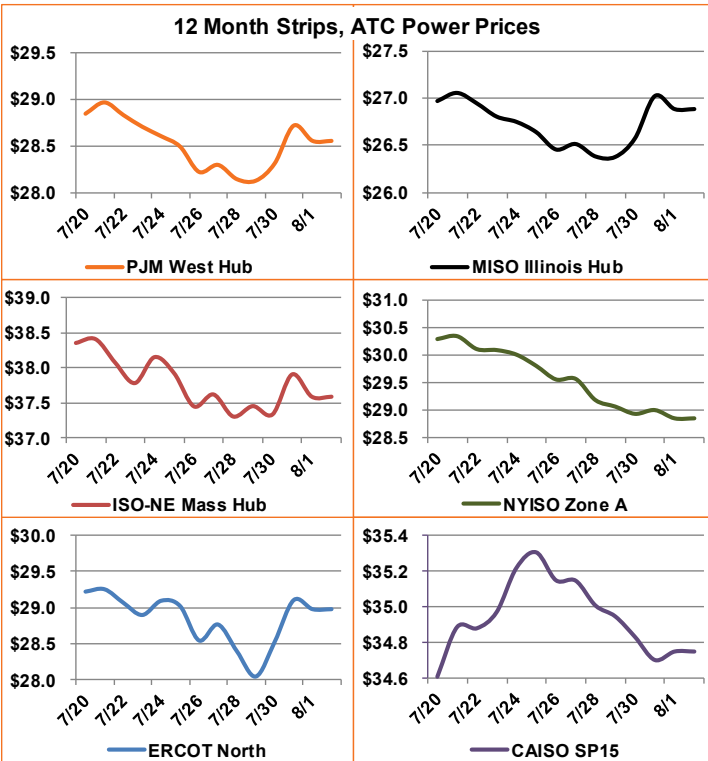 12 Month Strips, ATC Power Prices
$29.5
$29.0
$28.5
$28.0
7/20 7/22 7/24 7/26 7/28 7/30 8/1
PJM West Hub
$27.5
$27.0
$26.5
$26.0
7/20 7/22 7/24 7/26 7/28 7/30 8/1
MISO Illinois Hub
$39.0
$38.5
$38.0
$37.5
$37.0
7/20 7/22 7/24 7/26 7/28 7/30 8/1
ISO-NE Mass Hub
$31.0
$30.5
$30.0
$29.5
$29.0
$28.5
7/20 7/22 7/24 7/26 7/28 7/30 8/1
NYISO Zone A
$30.0
$29.5
$29.0
$28.5
$28.0
7/20 7/22 7/24 7/26 7/28 7/30 8/1
ERCOT North
$35.4
$35.2
$35.0
$34.8
$34.6
7/20 7/22 7/24 7/26 7/28 7/30 8/1
CAISO SP15